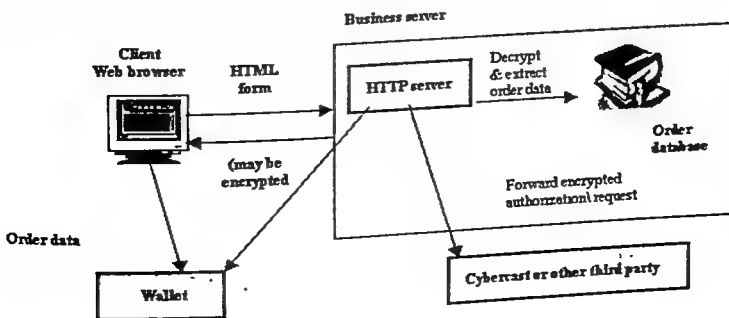 Business server
Client
Web browser
HTML
form
HTTP server
Decrypt
& extract
order data
Order
database
(may be
encrypted
Forward encrypted
authorization request
Order data
Wallet
Cybercast or other third party